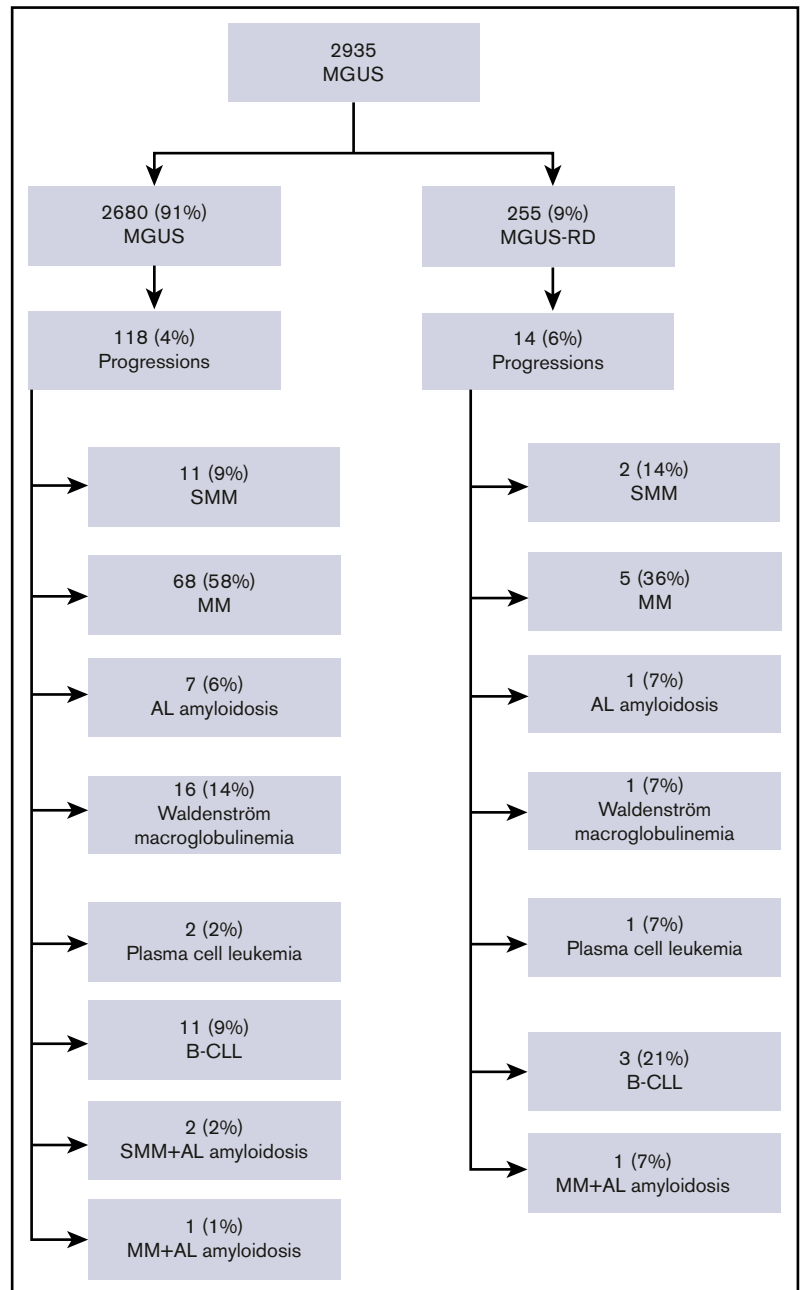 2935
MGUS
2680 (91%)
MGUS
118 (4%)
Progressions
11 (9%)
SMM
68 (58%)
MM
7 (6%)
AL amyloidosis
16 (14%)
Waldenström
macroglobulinemia
2 (2%)
Plasma cell leukemia
11 (9%)
B-CLL
2 (2%)
SMM+AL amyloidosis
1 (1%)
MM+AL amyloidosis
255 (9%)
MGUS-RD
14 (6%)
Progressions
2 (14%)
SMM
5 (36%)
MM
1 (7%)
AL amyloidosis
1 (7%)
Waldenström
macroglobulinemia
1 (7%)
Plasma cell leukemia
3 (21%)
B-CLL
1 (7%)
MM+AL amyloidosis